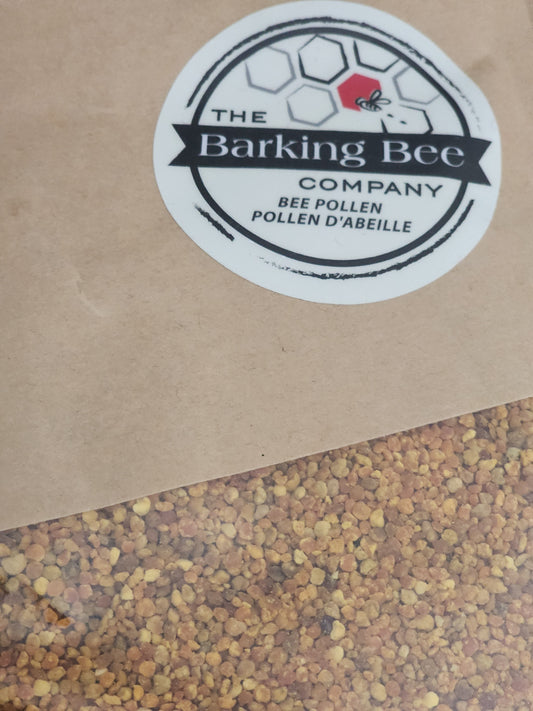 THE
Barking Bee
COMPANY
BEE POLLEN
POLLEN D'ABEILLE